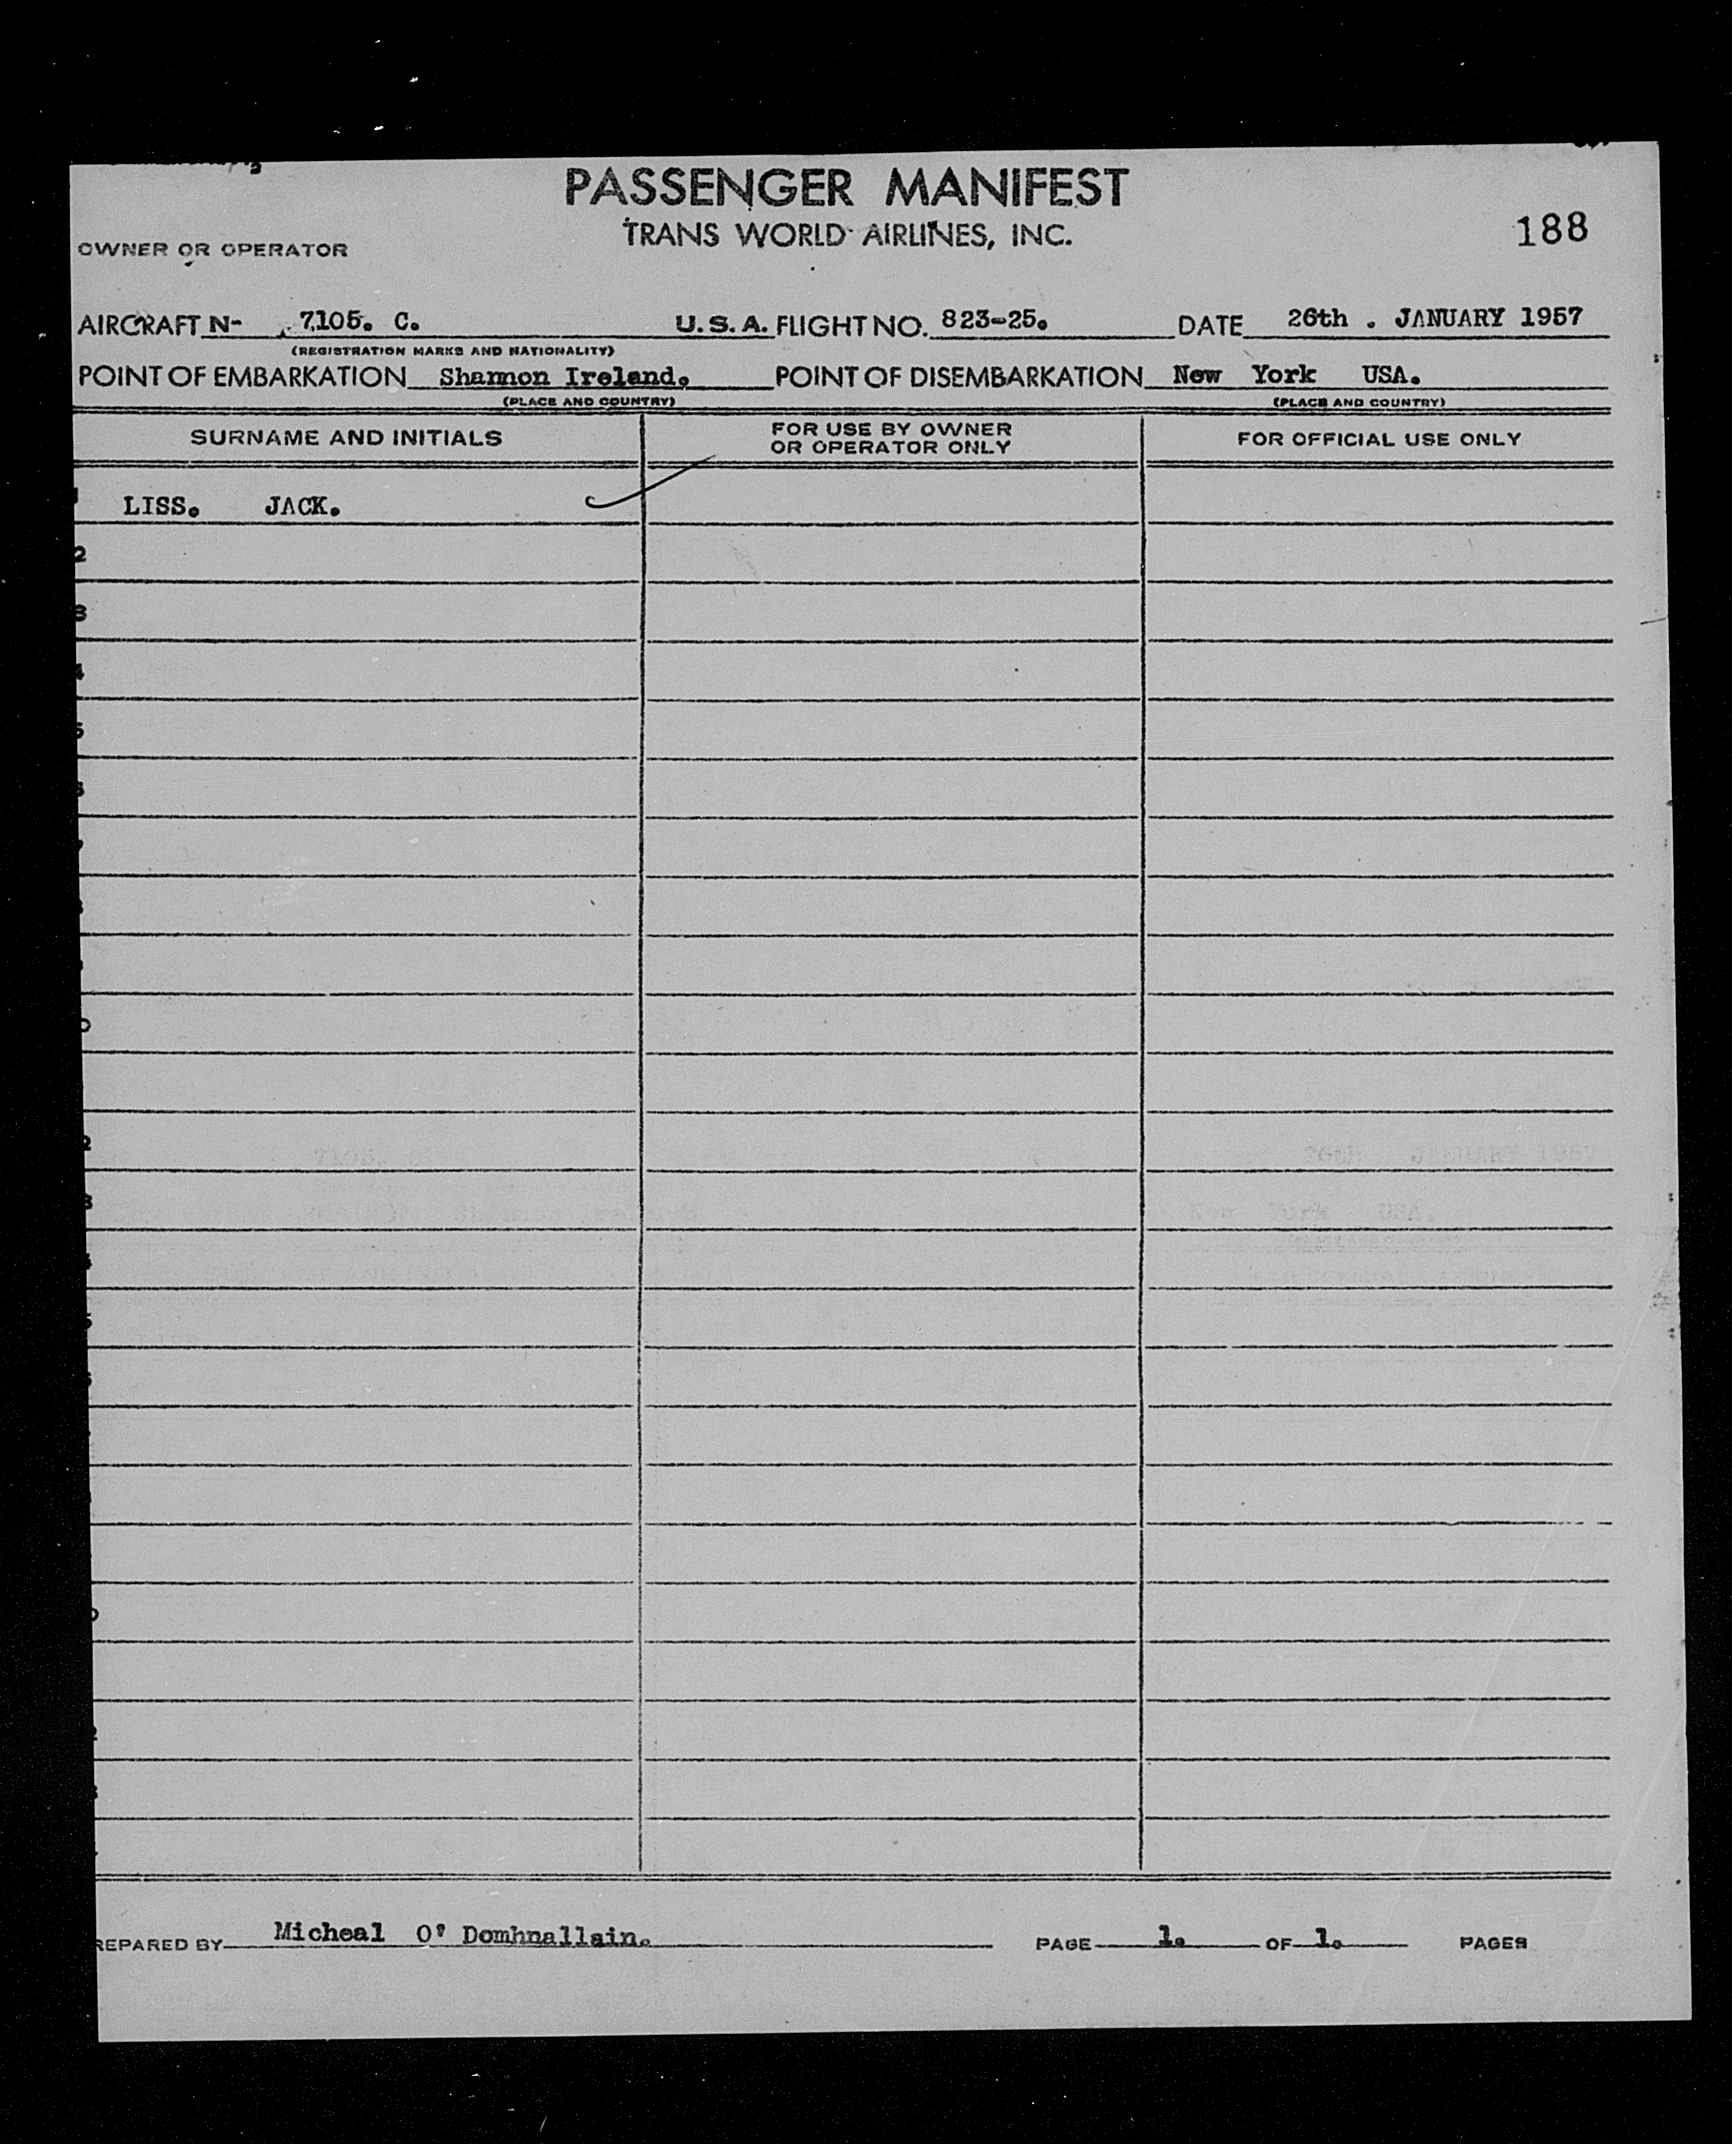 PASSENGER MANIFEST
TRANS WORLD AIRLINES, INC.
188
OWNER OR OPERATOR
AIRCRAFT N- 7105. C. U.S.A. FLIGHT NO. 823-25. DATE 26th . JANUARY 1957
(REGISTRATION MARKS AND NATIONALITY)
POINT OF EMBARKATION Shannon Ireland. POINT OF DISEMBARKATION New York USA.
(PLACE AND COUNTRY) (PLACE AND COUNTRY)
SURNAME AND INITIALS
FOR USE BY OWNER
OR OPERATOR ONLY
FOR OFFICIAL USE ONLY
LISS. JACK.
2
3
4
5
6
REPARED BY Micheal O' Domhnallain. PAGE 1. OF 1. PAGES